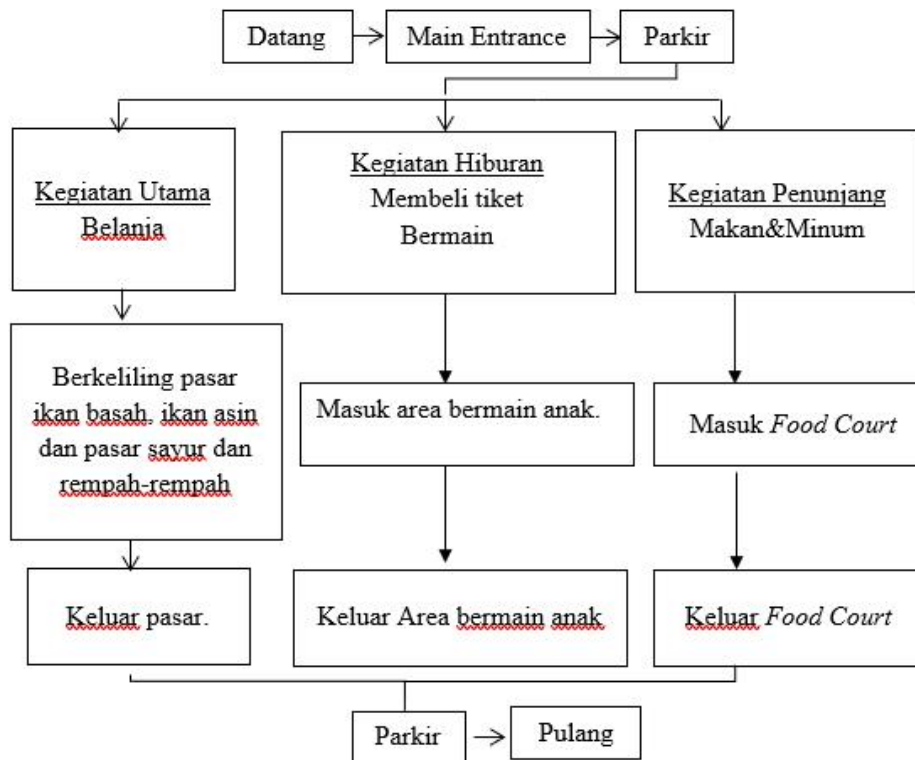 Datang
Main Entrance
Parkir
Kegiatan Utama
Belanja
Kegiatan Hiburan
Membeli tiket
Bermain
Kegiatan Penunjang
Makan&Minum
Berkeliling pasar
ikan basah, ikan asin
dan pasar sayur dan
rempah-rempah
Masuk area bermain anak.
Masuk Food Court
Keluar pasar.
Keluar Area bermain anak
Keluar Food Court
Parkir
Pulang